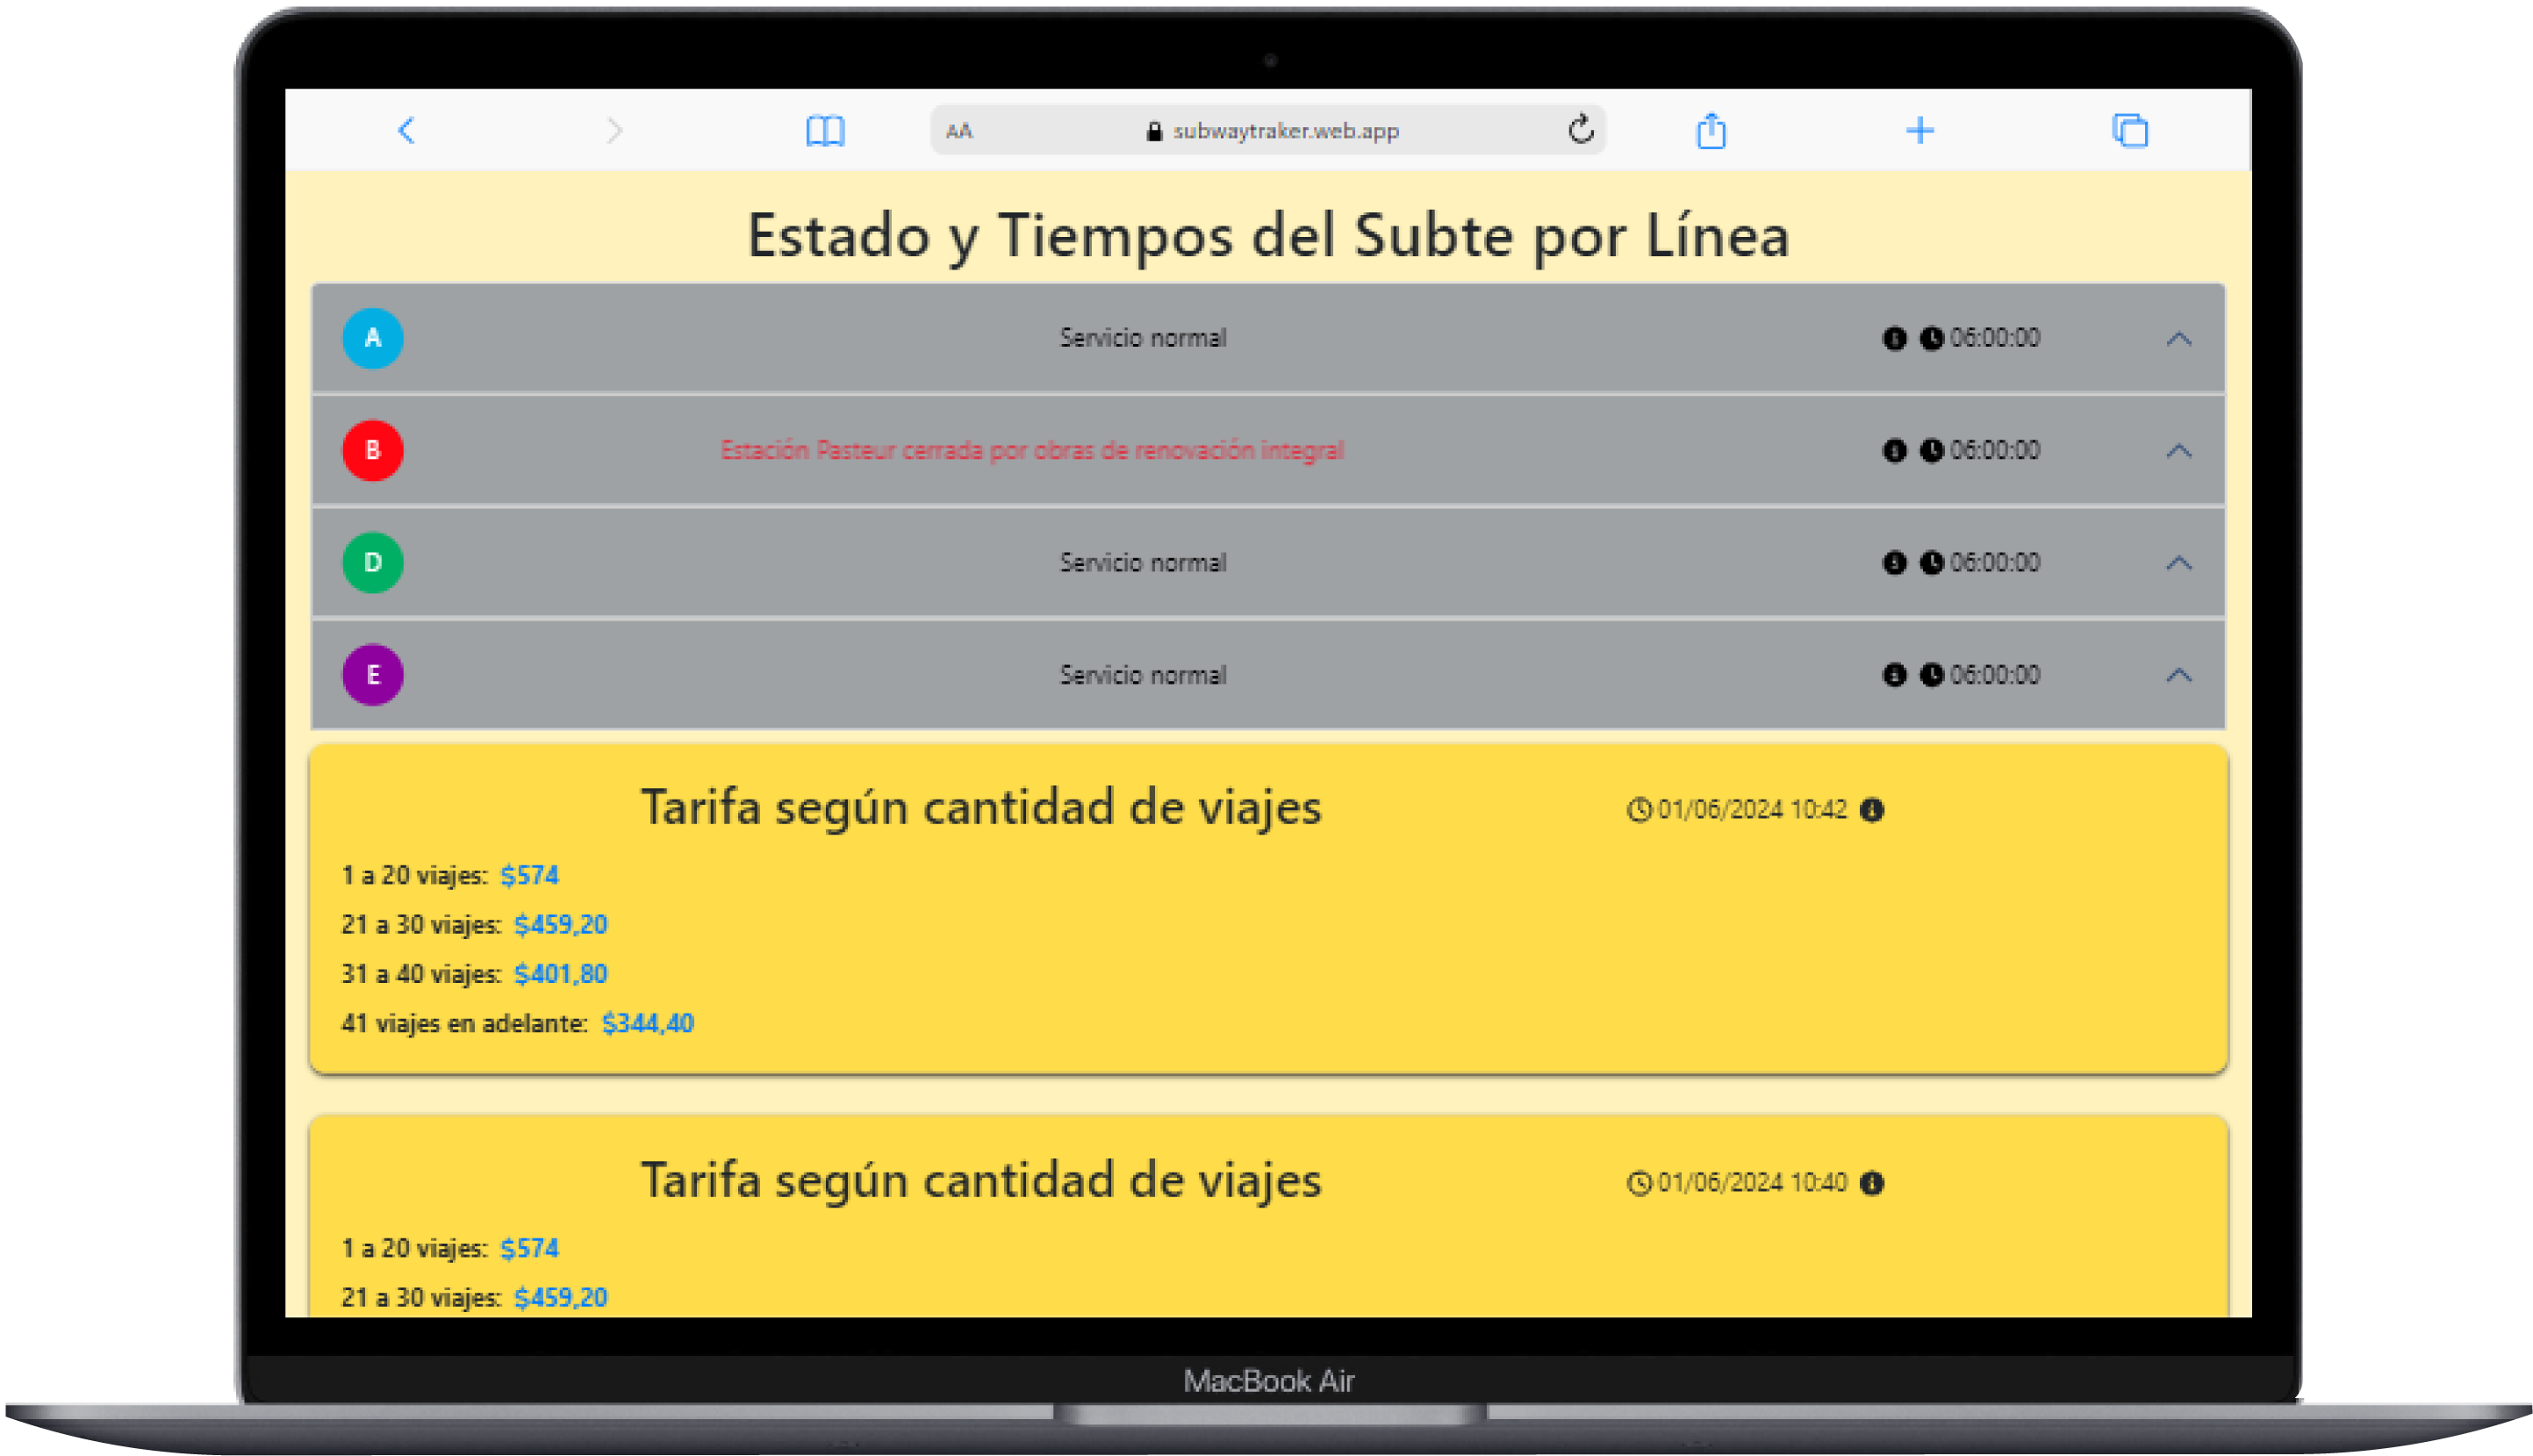 AA subwaytraker.web.app
Estado y Tiempos del Subte por Línea
A Servicio normal 06:00:00
B Estación Pasteur cerrada por obras de renovación integral 06:00:00
D Servicio normal 06:00:00
E Servicio normal 06:00:00
Tarifa según cantidad de viajes 01/06/2024 10:42
1 a 20 viajes: $574
21 a 30 viajes: $459,20
31 a 40 viajes: $401,80
41 viajes en adelante: $344,40
Tarifa según cantidad de viajes 01/06/2024 10:40
1 a 20 viajes: $574
21 a 30 viajes: $459,20
MacBook Air